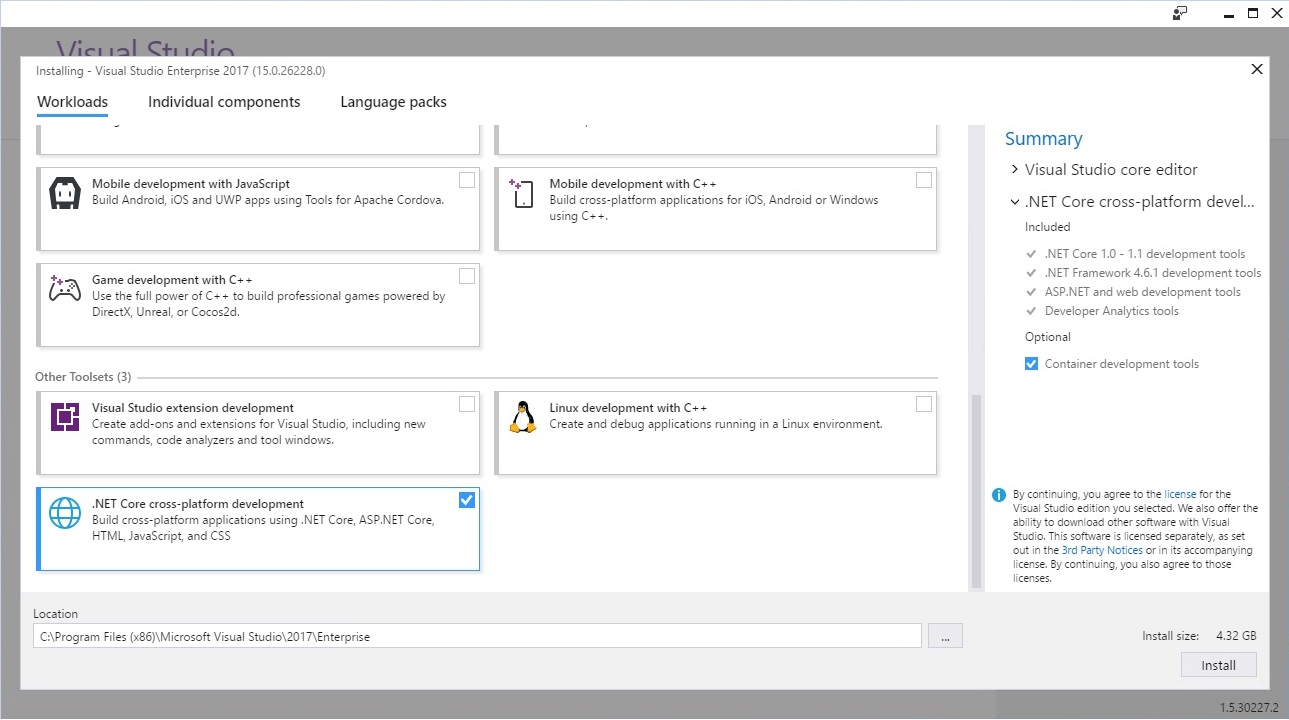 Visual Studio
Installing - Visual Studio Enterprise 2017 (15.0.26228.0)
Workloads
Individual components
Language packs
Mobile development with JavaScript
Build Android, iOS and UWP apps using Tools for Apache Cordova.
Mobile development with C++
Build cross-platform applications for iOS, Android or Windows
using C++.
Game development with C++
Use the full power of C++ to build professional games powered by
DirectX, Unreal, or Cocos2d.
Other Toolsets (3)
Visual Studio extension development
Create add-ons and extensions for Visual Studio, including new
commands, code analyzers and tool windows.
Linux development with C++
Create and debug applications running in a Linux environment.
.NET Core cross-platform development
Build cross-platform applications using .NET Core, ASP.NET Core,
HTML, JavaScript, and CSS
Summary
Visual Studio core editor
.NET Core cross-platform devel...
Included
.NET Core 1.0 - 1.1 development tools
.NET Framework 4.6.1 development tools
ASP.NET and web development tools
Developer Analytics tools
Optional
Container development tools
By continuing, you agree to the license for the
Visual Studio edition you selected. We also offer the
ability to download other software with Visual
Studio. This software is licensed separately, as set
out in the 3rd Party Notices or in its accompanying
license. By continuing, you also agree to those
licenses.
Location
C:\Program Files (x86)\Microsoft Visual Studio\2017\Enterprise
...
Install size: 4.32 GB
Install
1.5.30227.2